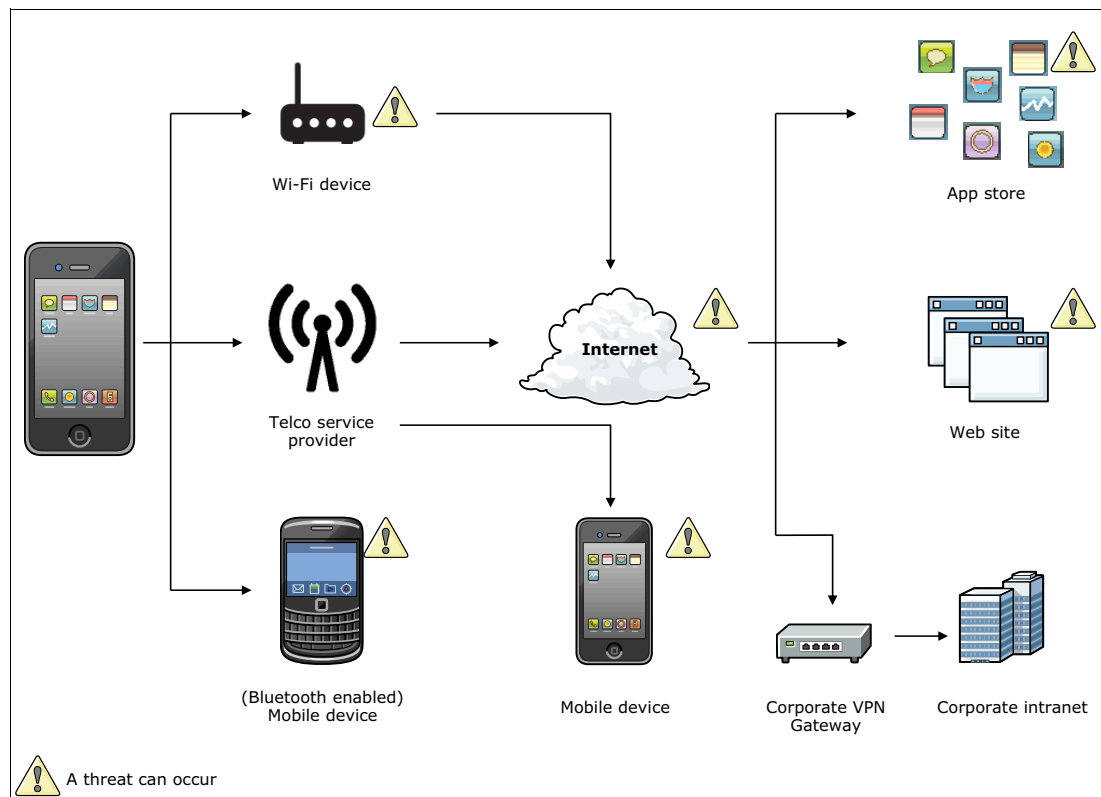 Wi-Fi device
App store
Internet
Telco service
provider
Web site
(Bluetooth enabled)
Mobile device
Mobile device
Corporate VPN
Gateway
Corporate intranet
A threat can occur